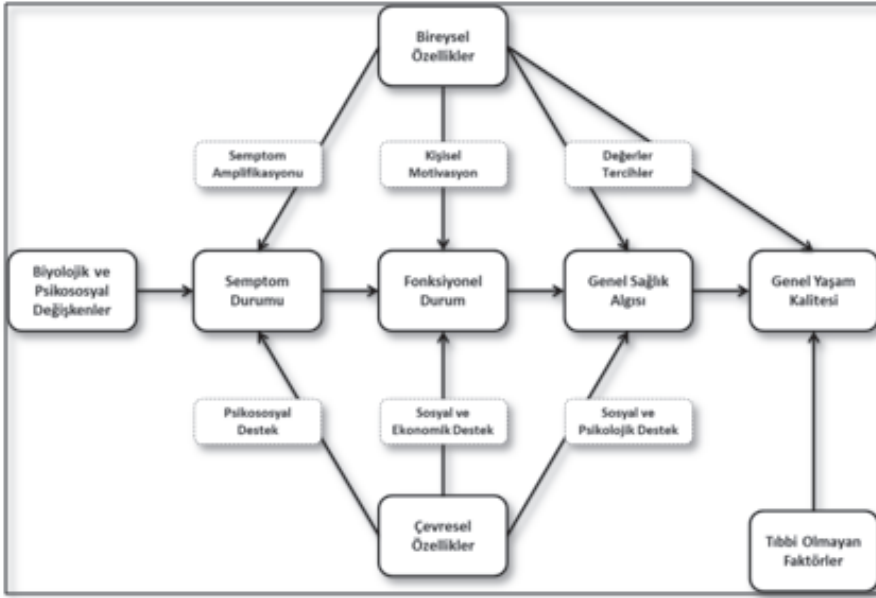 Bireysel
Özellikler
Semptom
Amplifikasyonu
Kişisel
Motivasyon
Değerler
Tercihler
Biyolojik ve
Psikososyal
Değişkenler
Semptom
Durumu
Fonksiyonel
Durum
Genel Sağlık
Algısı
Genel Yaşam
Kalitesi
Psikososyal
Destek
Sosyal ve
Ekonomik Destek
Sosyal ve
Psikolojik Destek
Çevresel
Özellikler
Tıbbi Olmayan
Faktörler